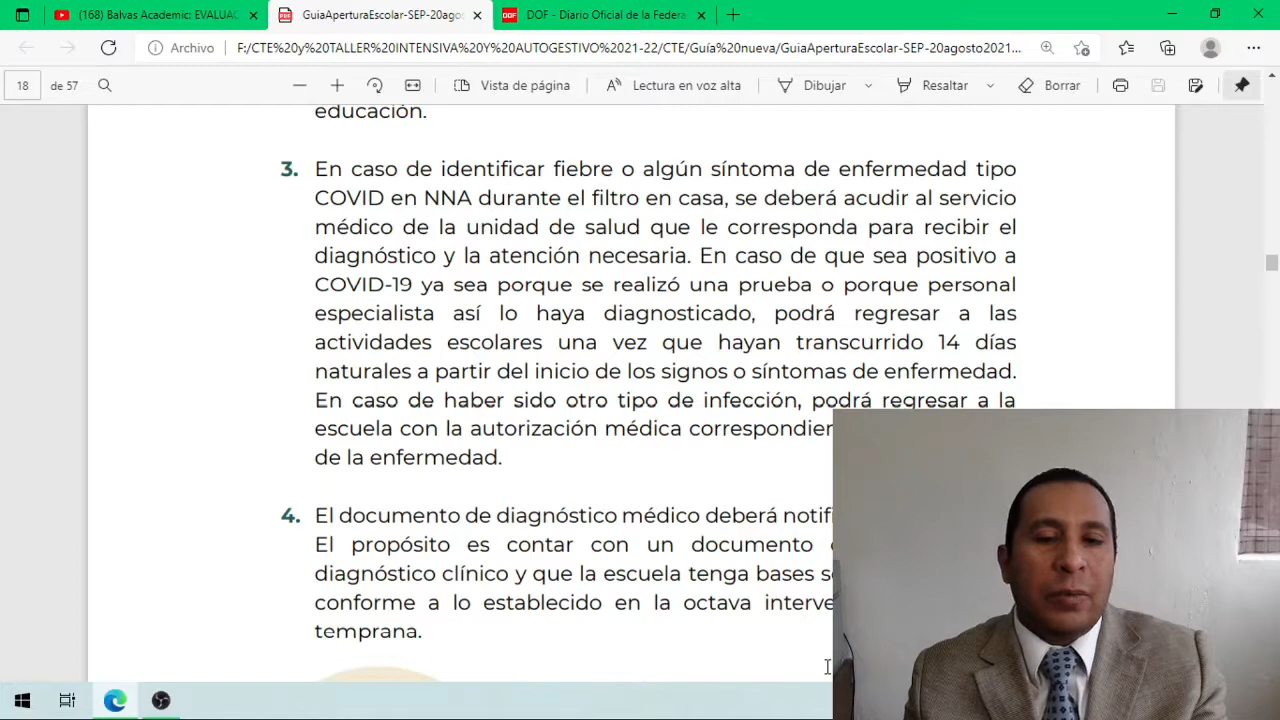 (168) Balvas Academic: EVALUAC
GuiaAperturaEscolar-SEP-20agos
DOF - Diario Oficial de la Federa
Archivo
F:/CTE%20y%20TALLER%20INTENSIVA%20Y%20AUTOGESTIVO%202021-22/CTE/Guía%20nueva/GuiaAperturaEscolar-SEP-20agosto2021...
18 de 57
Vista de página
Lectura en voz alta
Dibujar
Resaltar
Borrar
educación.
3. En caso de identificar fiebre o algún síntoma de enfermedad tipo
COVID en NNA durante el filtro en casa, se deberá acudir al servicio
médico de la unidad de salud que le corresponda para recibir el
diagnóstico y la atención necesaria. En caso de que sea positivo a
COVID-19 ya sea porque se realizó una prueba o porque personal
especialista así lo haya diagnosticado, podrá regresar a las
actividades escolares una vez que hayan transcurrido 14 días
naturales a partir del inicio de los signos o síntomas de enfermedad.
En caso de haber sido otro tipo de infección, podrá regresar a la
escuela con la autorización médica correspondien
de la enfermedad.
4. El documento de diagnóstico médico deberá notifi
El propósito es contar con un documento
diagnóstico clínico y que la escuela tenga bases s
conforme a lo establecido en la octava interve
temprana.